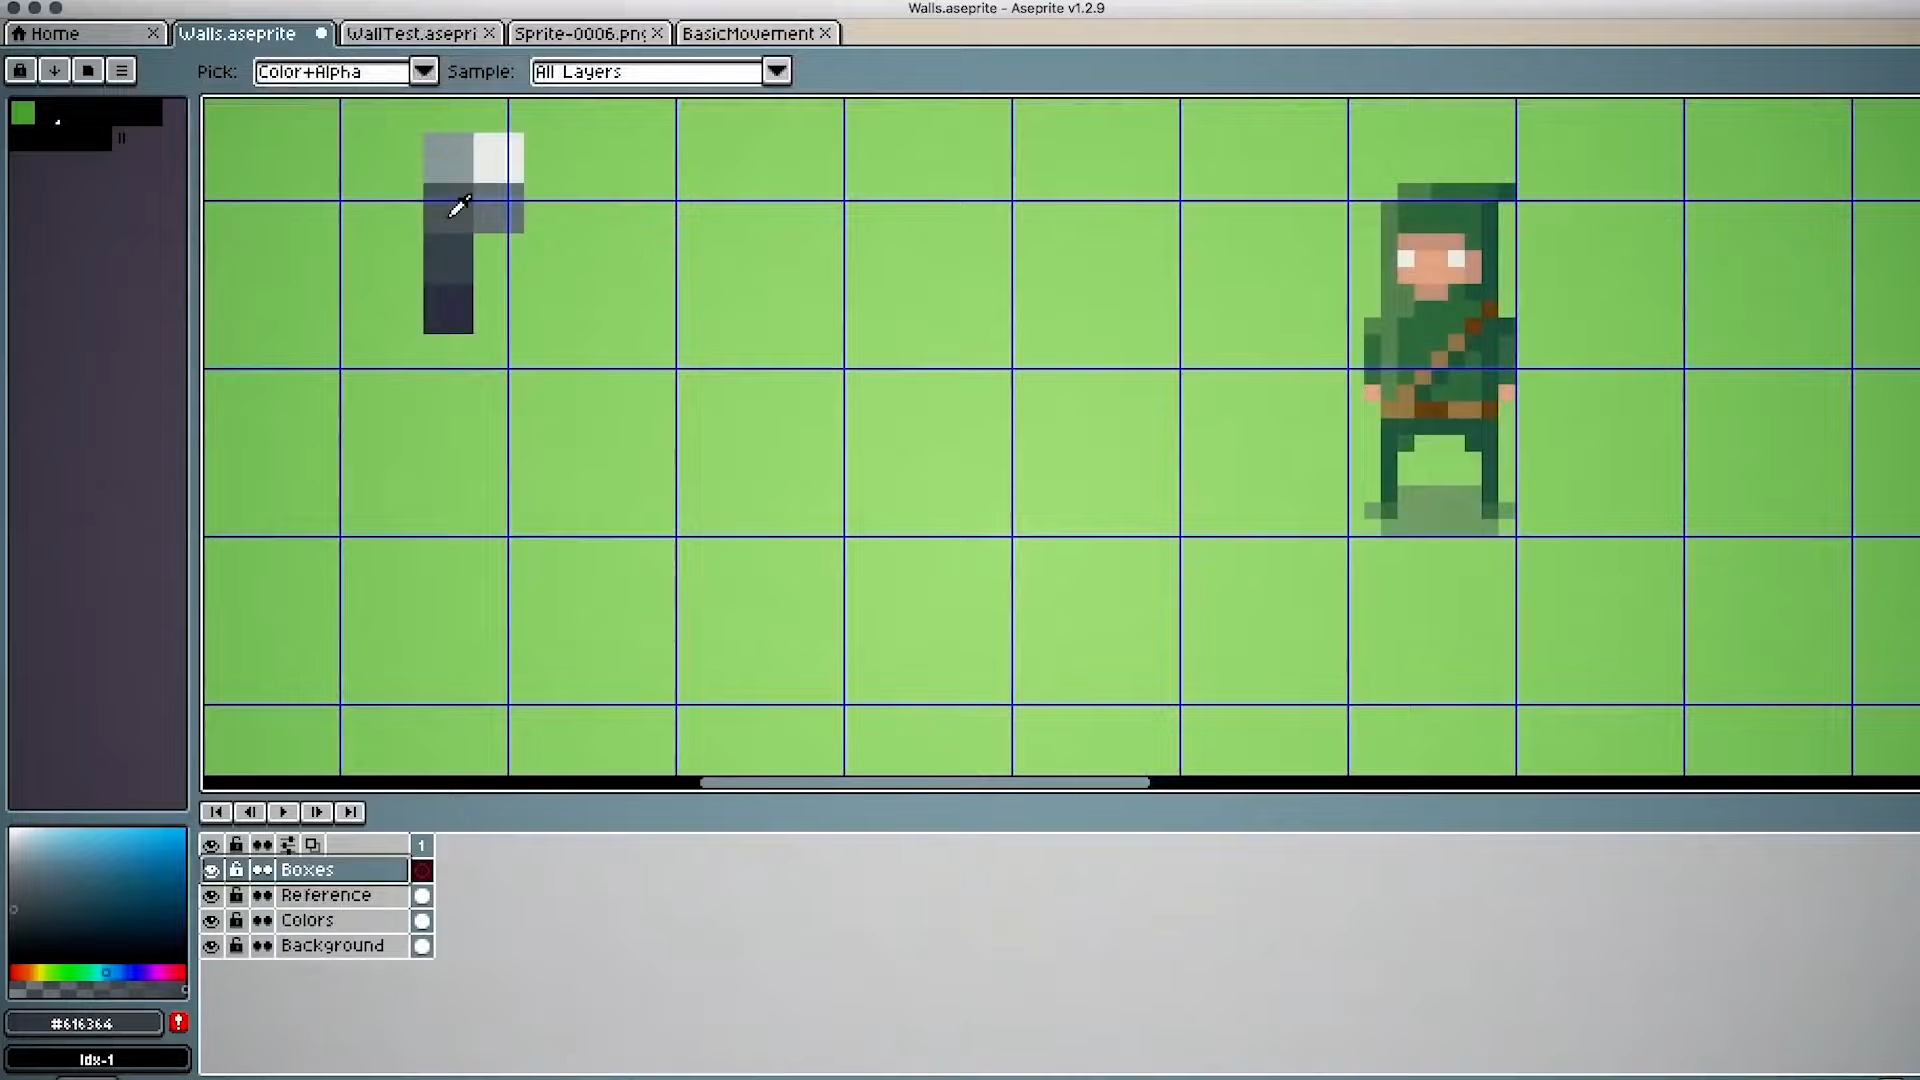 Walls.aseprite - Aseprite v1.2.9
Home
Walls.aseprite
WallTest.asepri
Sprite-0006.png
BasicMovement
Pick: Color+Alpha Sample: All Layers
1
Boxes
Reference
Colors
Background
#616364
Idx-1